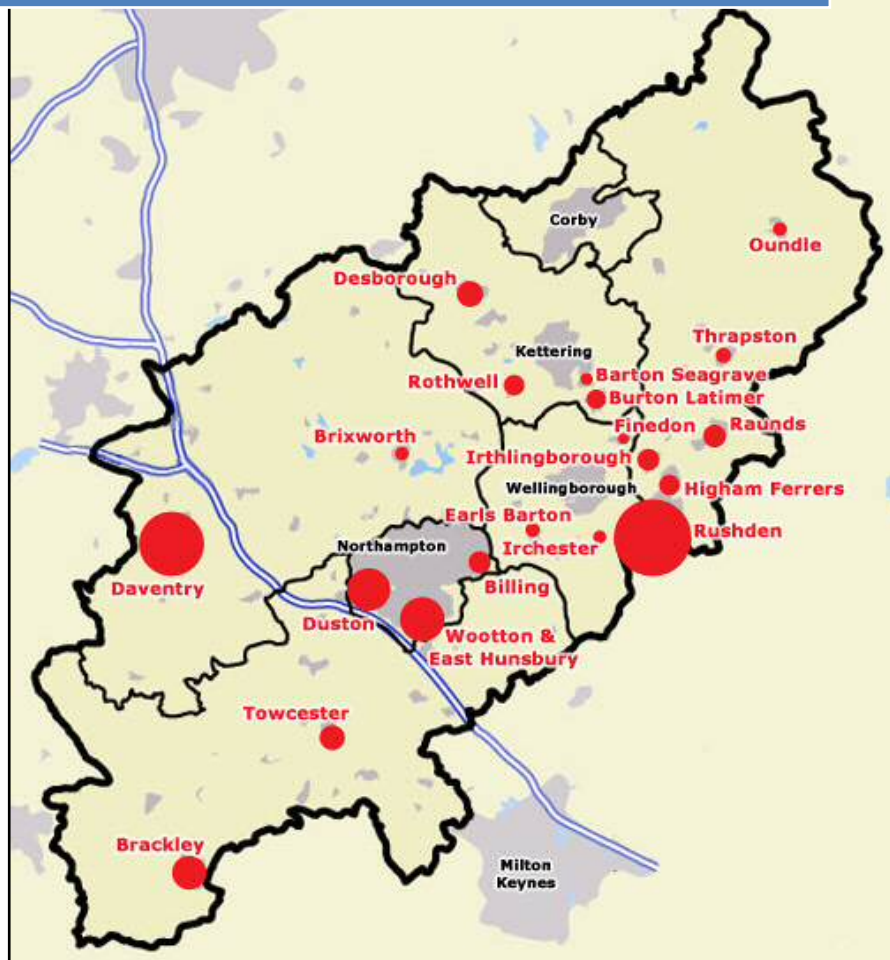 Corby
Oundle
Desborough
Thrapston
Kettering
Barton Seagrave
Rothwell
Burton Latimer
Finedon
Raunds
Brixworth
Irthlingborough
Wellingborough
Higham Ferrers
Earls Barton
Rushden
Irchester
Northampton
Billing
Daventry
Duston
Wootton &
East Hunsbury
Towcester
Brackley
Milton
Keynes